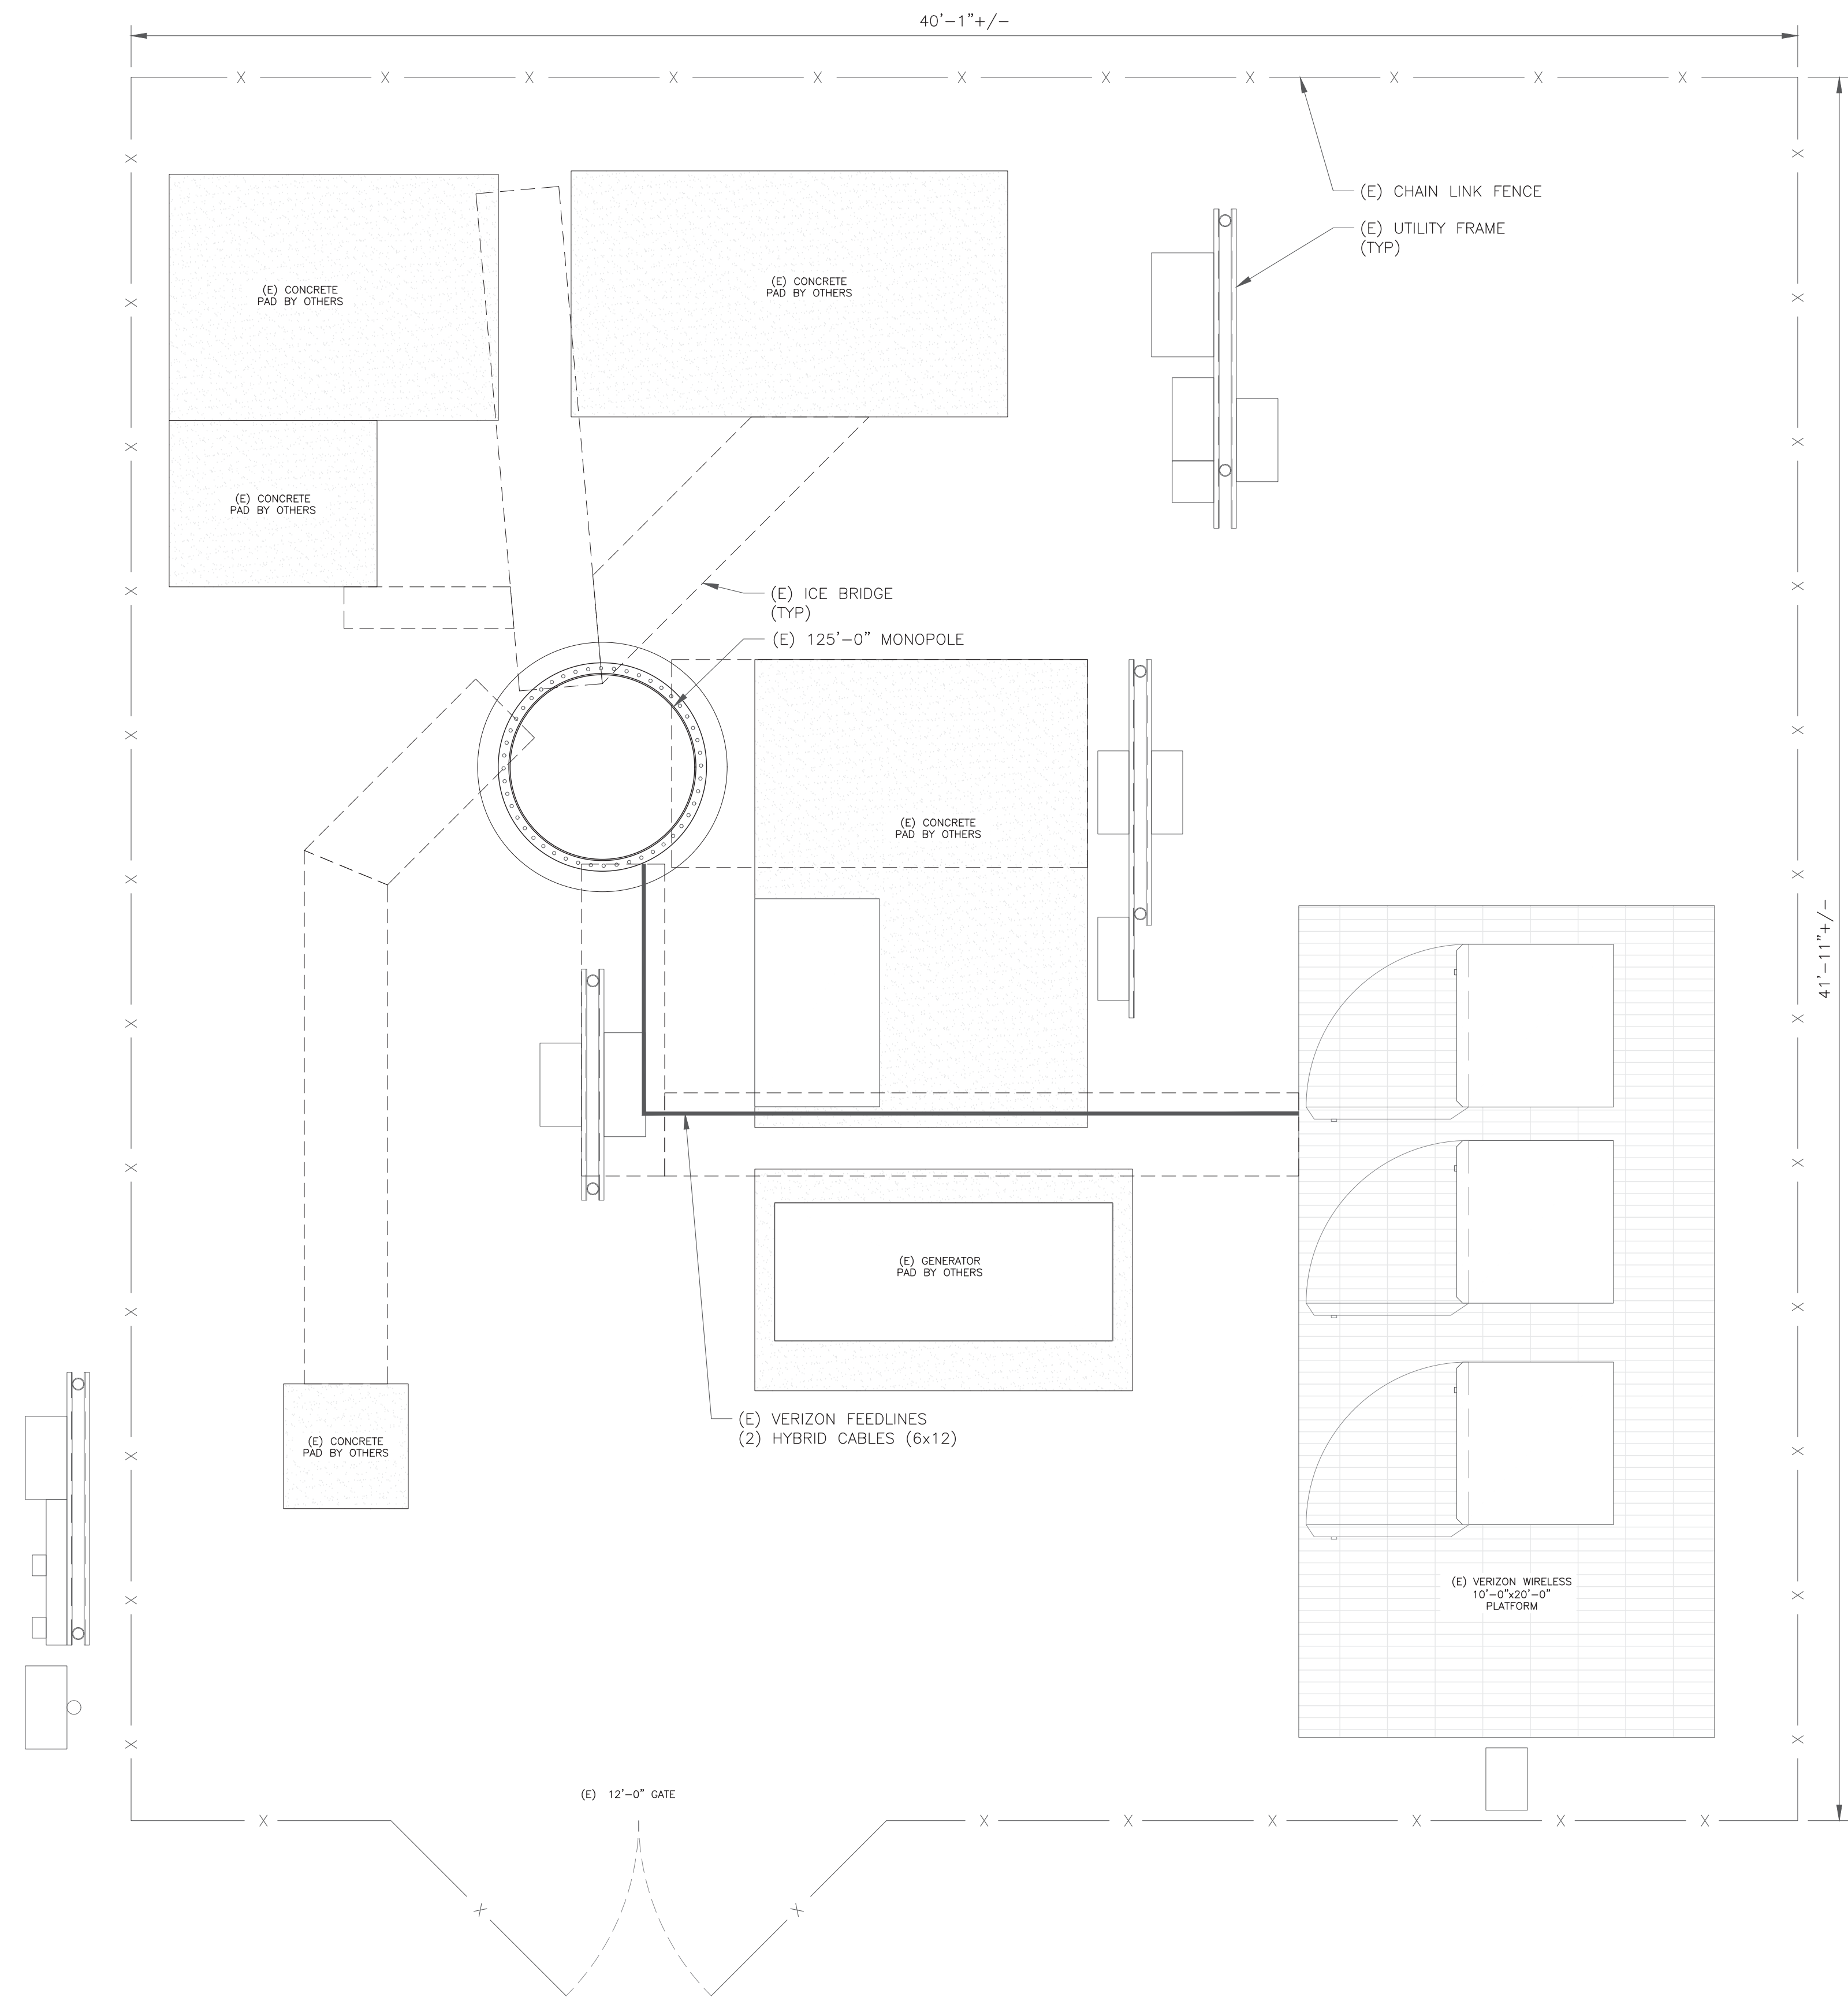 40'-1"+/-
(E) CHAIN LINK FENCE
(E) UTILITY FRAME
(TYP)
(E) CONCRETE
PAD BY OTHERS
(E) CONCRETE
PAD BY OTHERS
(E) CONCRETE
PAD BY OTHERS
(E) ICE BRIDGE
(TYP)
(E) 125'-0" MONOPOLE
(E) CONCRETE
PAD BY OTHERS
41'-11"+/-
(E) GENERATOR
PAD BY OTHERS
(E) VERIZON FEEDLINES
(2) HYBRID CABLES (6x12)
(E) CONCRETE
PAD BY OTHERS
(E) VERIZON WIRELESS
10'-0"x20'-0"
PLATFORM
(E) 12'-0" GATE